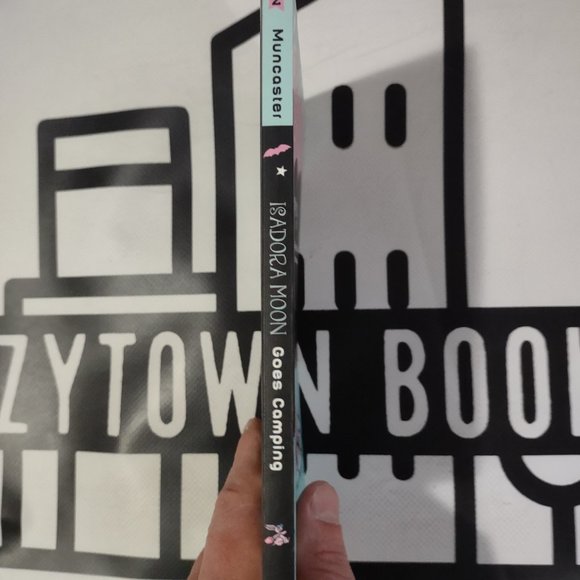 Muncaster
ISADORA MOON Goes Camping
ZYTOWN BOO